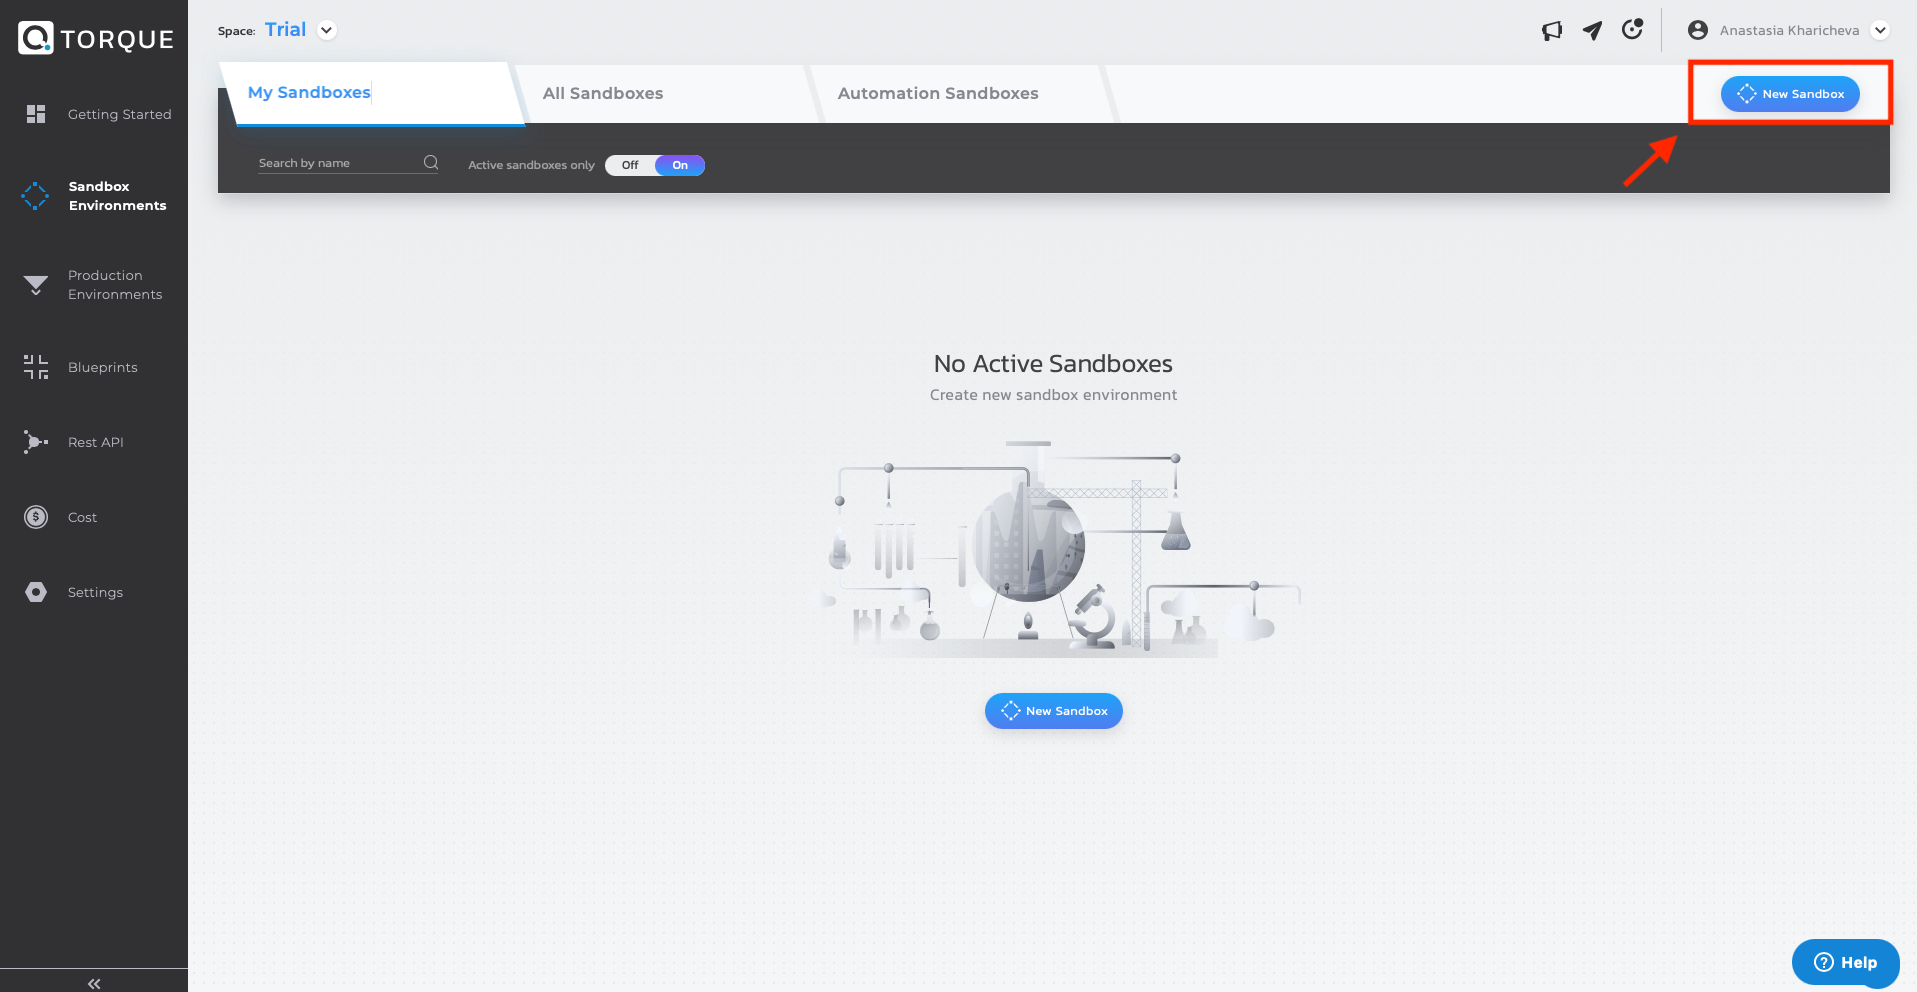 TORQUE
Space: Trial
Anastasia Kharicheva
My Sandboxes
All Sandboxes
Automation Sandboxes
New Sandbox
Search by name
Active sandboxes only
Off
On
Getting Started
Sandbox
Environments
Production
Environments
Blueprints
Rest API
Cost
Settings
No Active Sandboxes
Create new sandbox environment
New Sandbox
Help